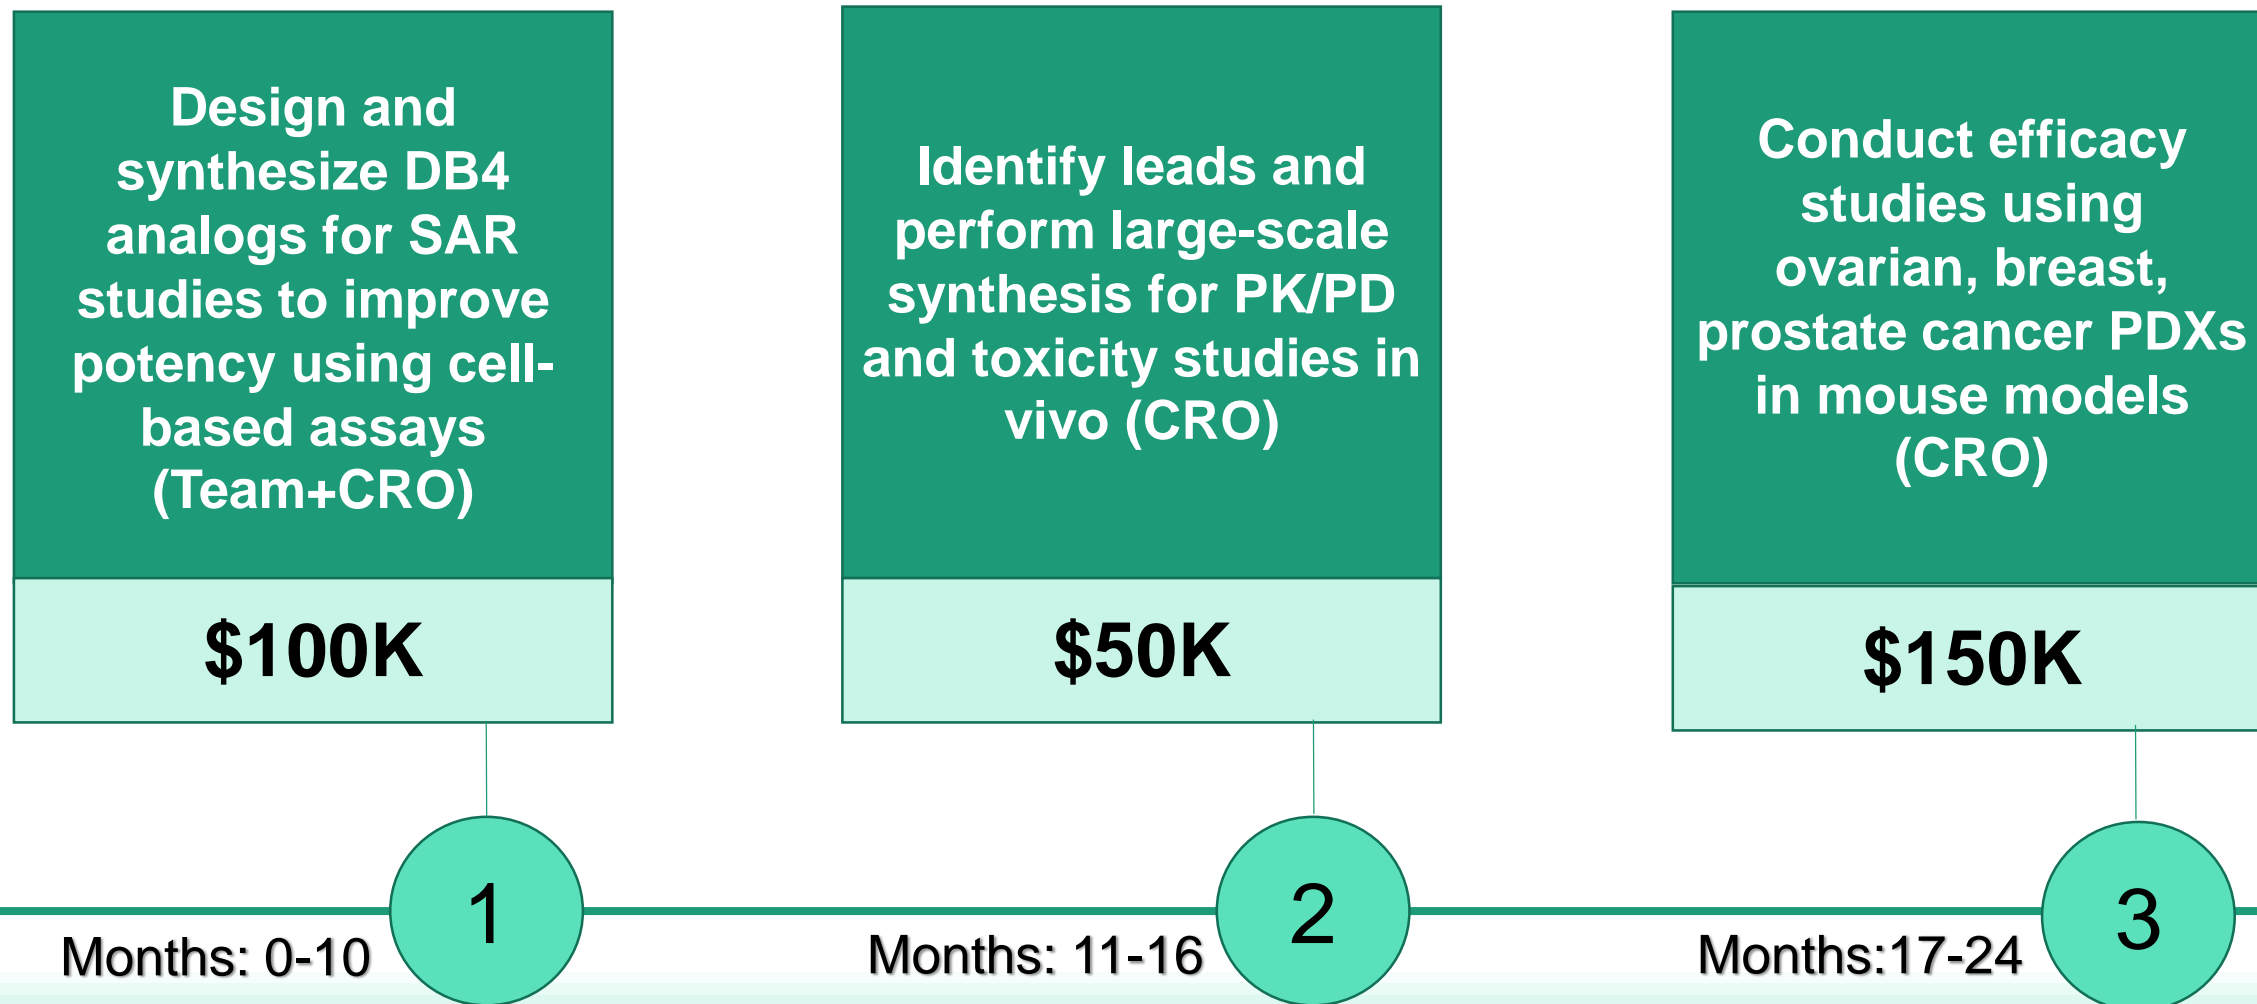 Design and
synthesize DB4
analogs for SAR
studies to improve
potency using cell-
based assays
(Team+CRO)
$100K
1
Months: 0-10
Identify leads and
perform large-scale
synthesis for PK/PD
and toxicity studies in
vivo (CRO)
$50K
2
Months: 11-16
Conduct efficacy
studies using
ovarian, breast,
prostate cancer PDXs
in mouse models
(CRO)
$150K
3
Months:17-24